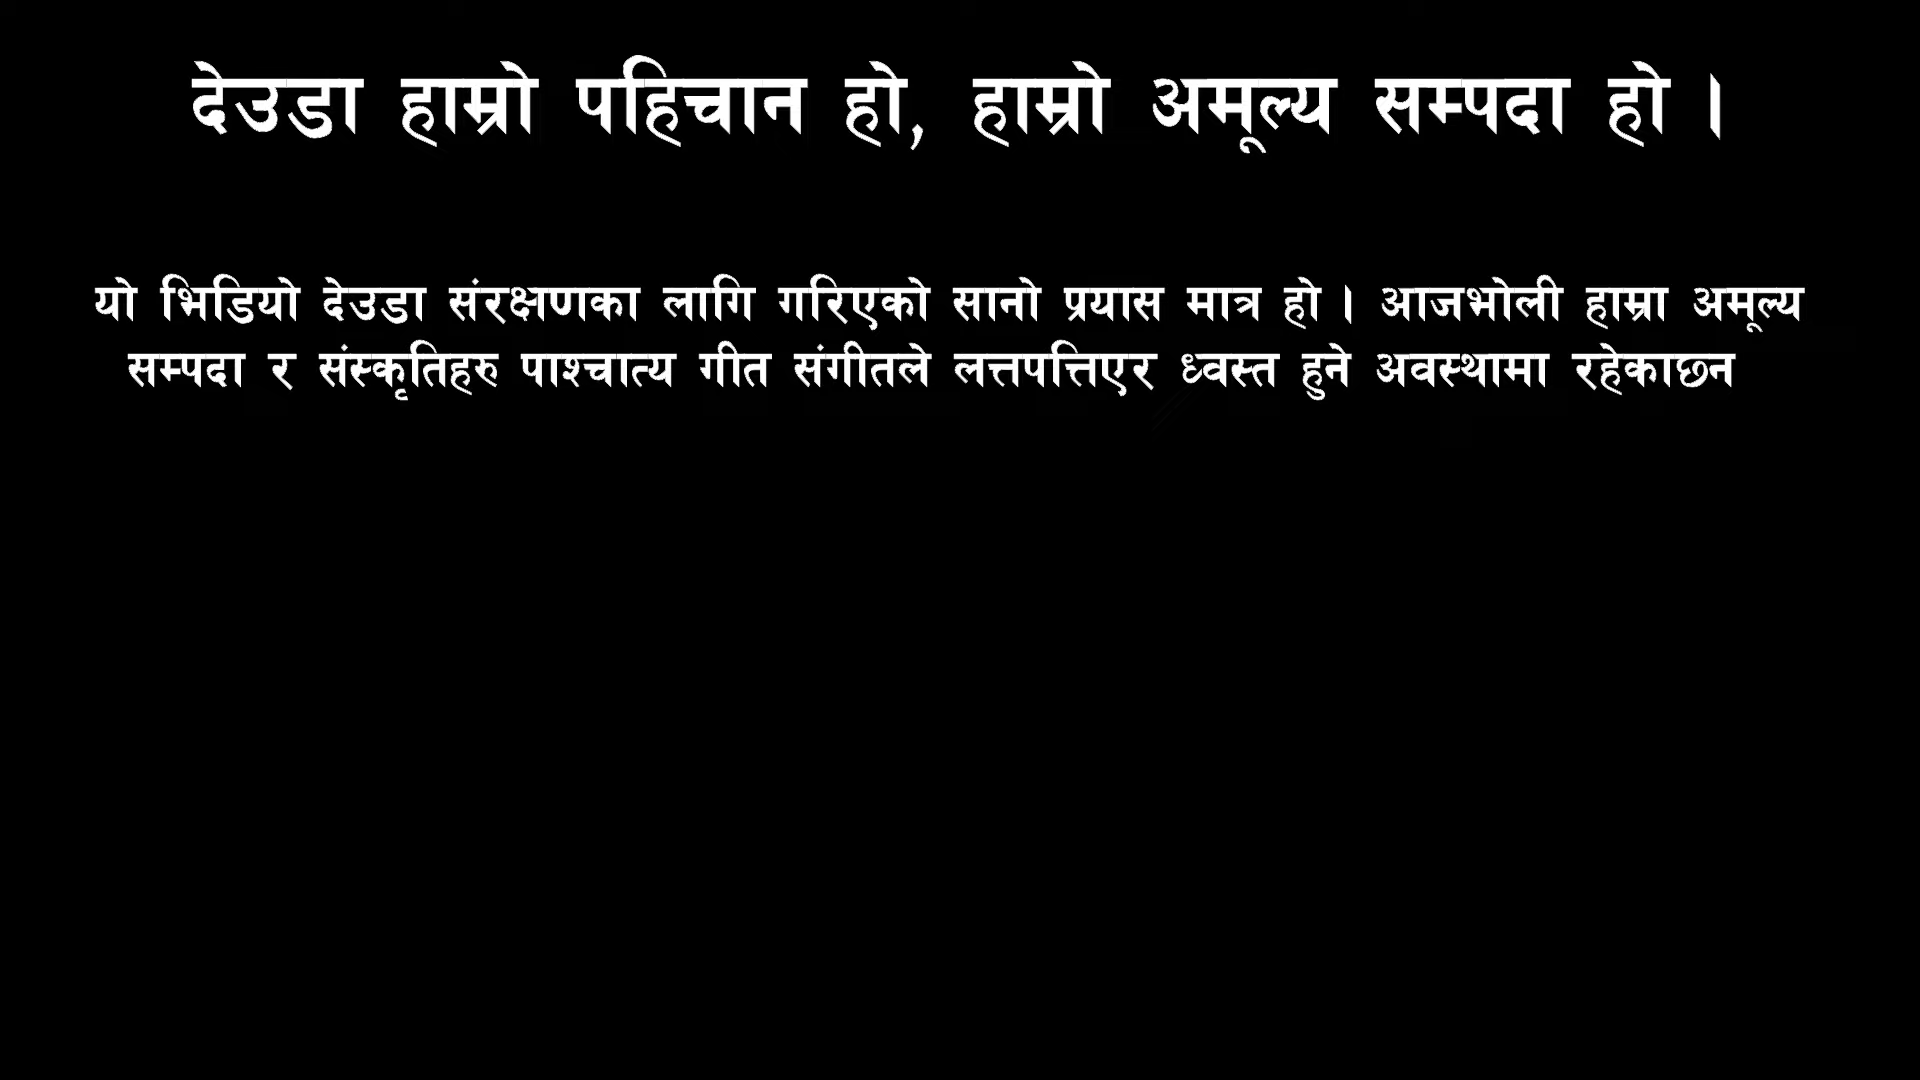 देउडा हाम्रो पहिचान हो, हाम्रो अमूल्य सम्पदा हो ।
यो भिडियो देउडा संरक्षणका लागि गरिएको सानो प्रयास मात्र हो । आजभोली हाम्रा अमूल्य
सम्पदा र संस्कृतिहरु पाश्चात्य गीत संगीतले लत्तपत्तिएर ध्वस्त हुने अवस्थामा रहेकाछन